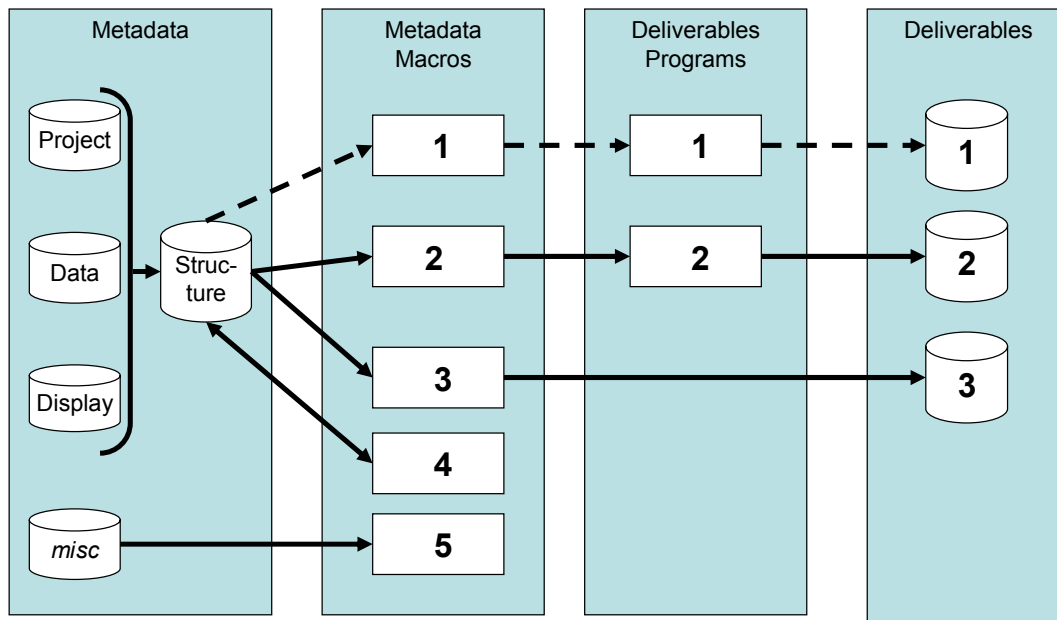 Metadata
Metadata
Macros
Deliverables
Programs
Deliverables
Project
Data
Display
misc
Struc-
ture
1
2
3
4
5
1
2
1
2
3